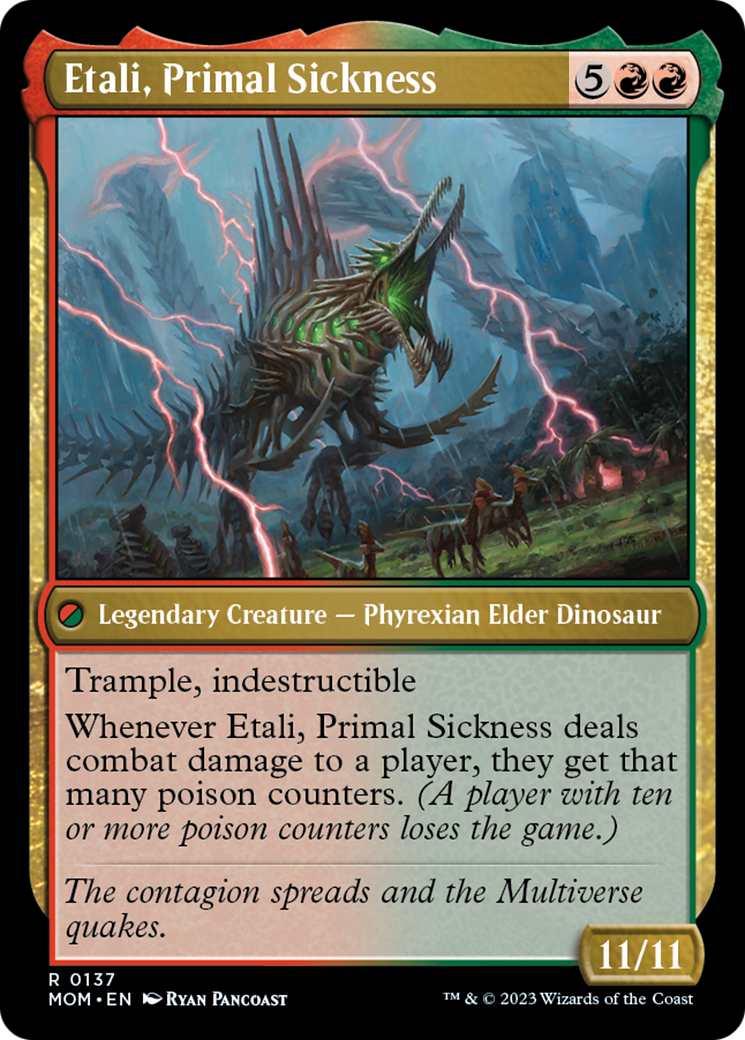 Etali, Primal Sickness 5
Legendary Creature — Phyrexian Elder Dinosaur
Trample, indestructible
Whenever Etali, Primal Sickness deals
combat damage to a player, they get that
many poison counters. (A player with ten
or more poison counters loses the game.)
The contagion spreads and the Multiverse
quakes.
11/11
R 0137
MOM • EN Ryan Pancoast
™ & © 2023 Wizards of the Coast